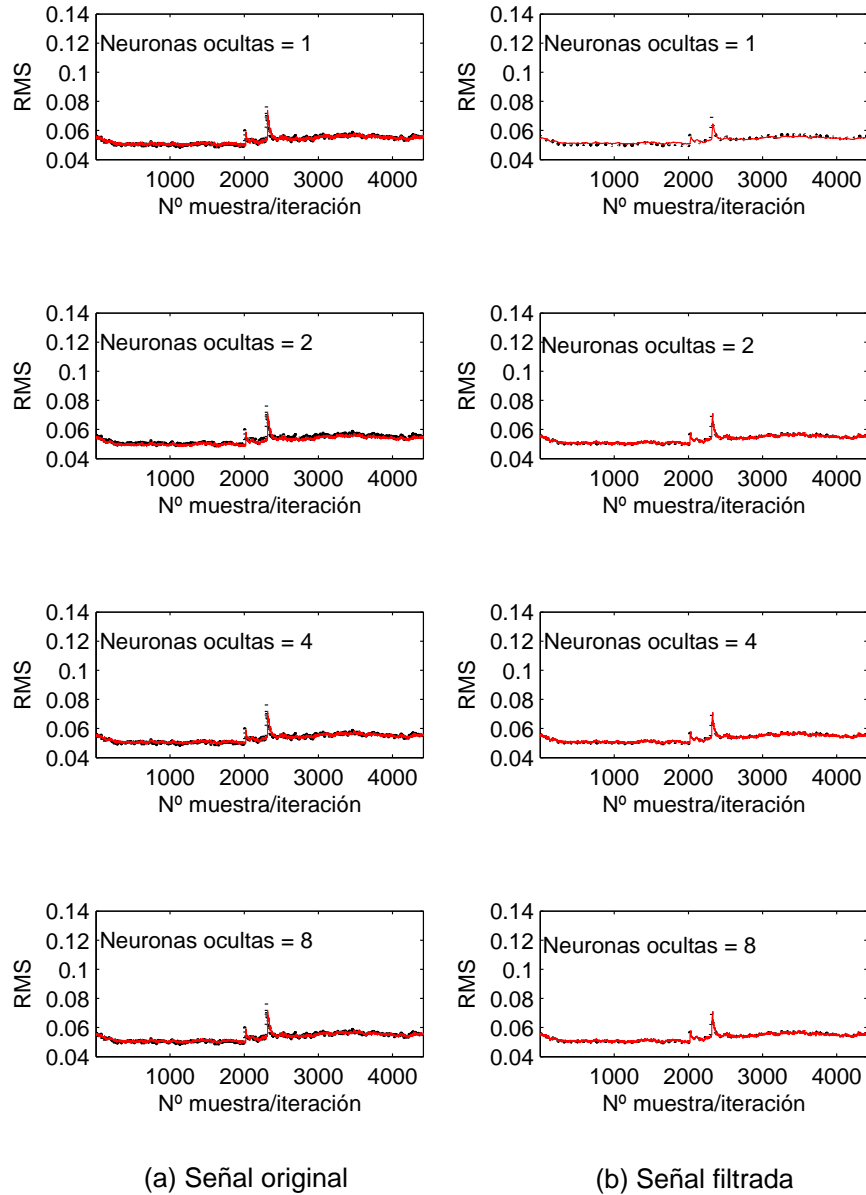 0.14
0.12
0.1
0.08
0.06
0.04
RMS
Neuronas ocultas = 1
1000 2000 3000 4000
Nº muestra/iteración
0.14
0.12
0.1
0.08
0.06
0.04
RMS
Neuronas ocultas = 1
1000 2000 3000 4000
Nº muestra/iteración
0.14
0.12
0.1
0.08
0.06
0.04
RMS
Neuronas ocultas = 2
1000 2000 3000 4000
Nº muestra/iteración
0.14
0.12
0.1
0.08
0.06
0.04
RMS
Neuronas ocultas = 2
1000 2000 3000 4000
Nº muestra/iteración
0.14
0.12
0.1
0.08
0.06
0.04
RMS
Neuronas ocultas = 4
1000 2000 3000 4000
Nº muestra/iteración
0.14
0.12
0.1
0.08
0.06
0.04
RMS
Neuronas ocultas = 4
1000 2000 3000 4000
Nº muestra/iteración
0.14
0.12
0.1
0.08
0.06
0.04
RMS
Neuronas ocultas = 8
1000 2000 3000 4000
Nº muestra/iteración
0.14
0.12
0.1
0.08
0.06
0.04
RMS
Neuronas ocultas = 8
1000 2000 3000 4000
Nº muestra/iteración
(a) Señal original
(b) Señal filtrada